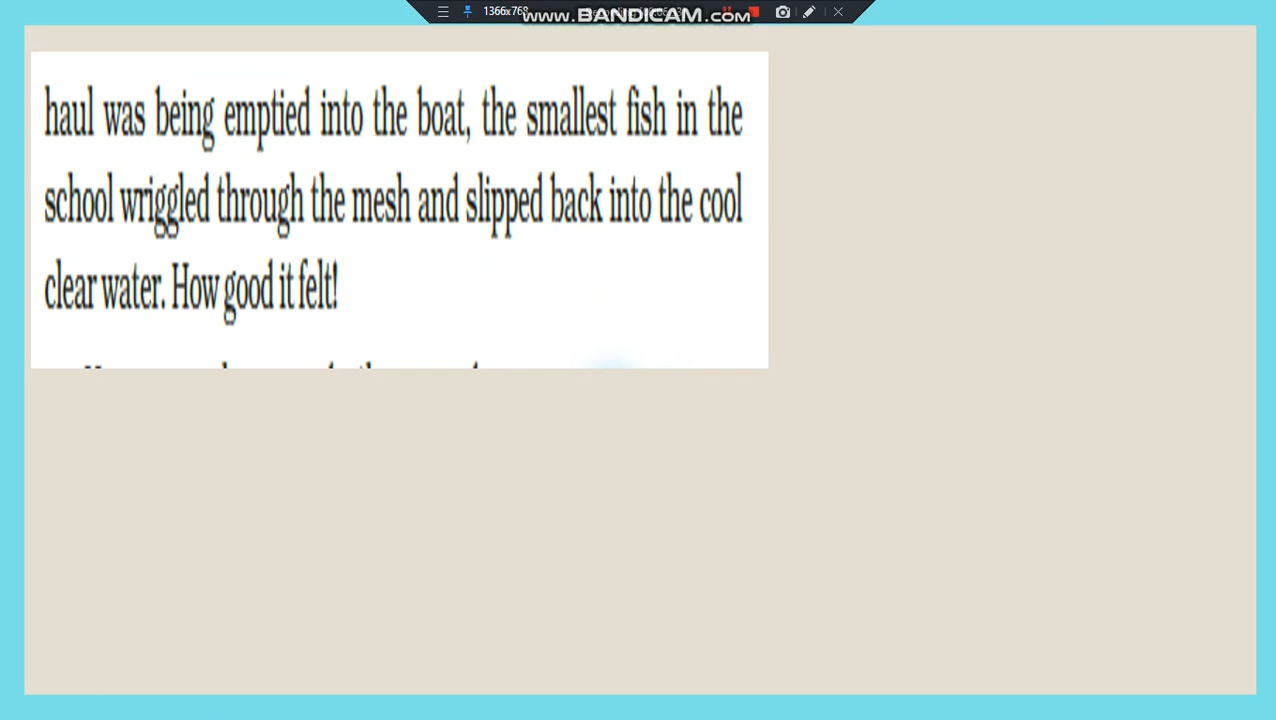 1366x768
www.BANDICAM.com
haul was being emptied into the boat, the smallest fish in the
school wriggled through the mesh and slipped back into the cool
clear water. How good it felt!